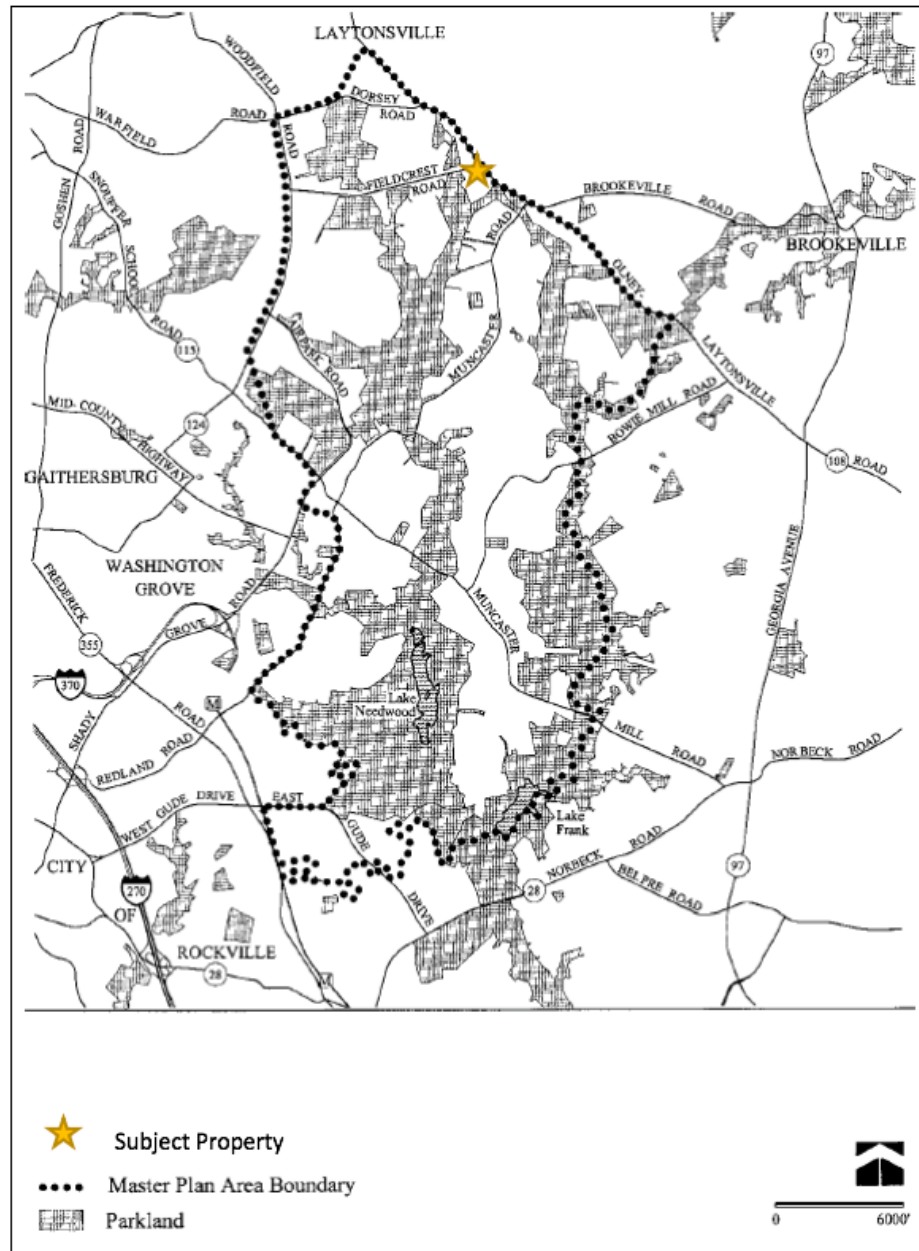 LAYTONSVILLE
97
WOODFIELD
DORSEY
ROAD
WARFIELD
ROAD
ROAD
GOSHEN
ROAD
SNOUFFER
SCHOOL
ROAD
FIELDCREST
ROAD
BROOKEVILLE
ROAD
ROAD
BROOKEVILLE
OLNEY
AIRPARK ROAD
MUNCASTER
LAYTONSVILLE
115
MID-COUNTY
HIGHWAY
124
BOWIE MILL ROAD
GAITHERSBURG
108
ROAD
WASHINGTON
GROVE
FREDERICK
ROAD
GROVE
MUNCASTER
GEORGIA AVENUE
355
370
SHADY
Lake
Needwood
M
ROAD
REDLAND ROAD
MILL
ROAD
NORBECK ROAD
WEST GUDE DRIVE
EAST
GUDE
DRIVE
Lake
Frank
CITY
OF
270
NORBECK
ROAD
28
BELPRE ROAD
97
ROCKVILLE
28
Subject Property
Master Plan Area Boundary
Parkland
0 6000'